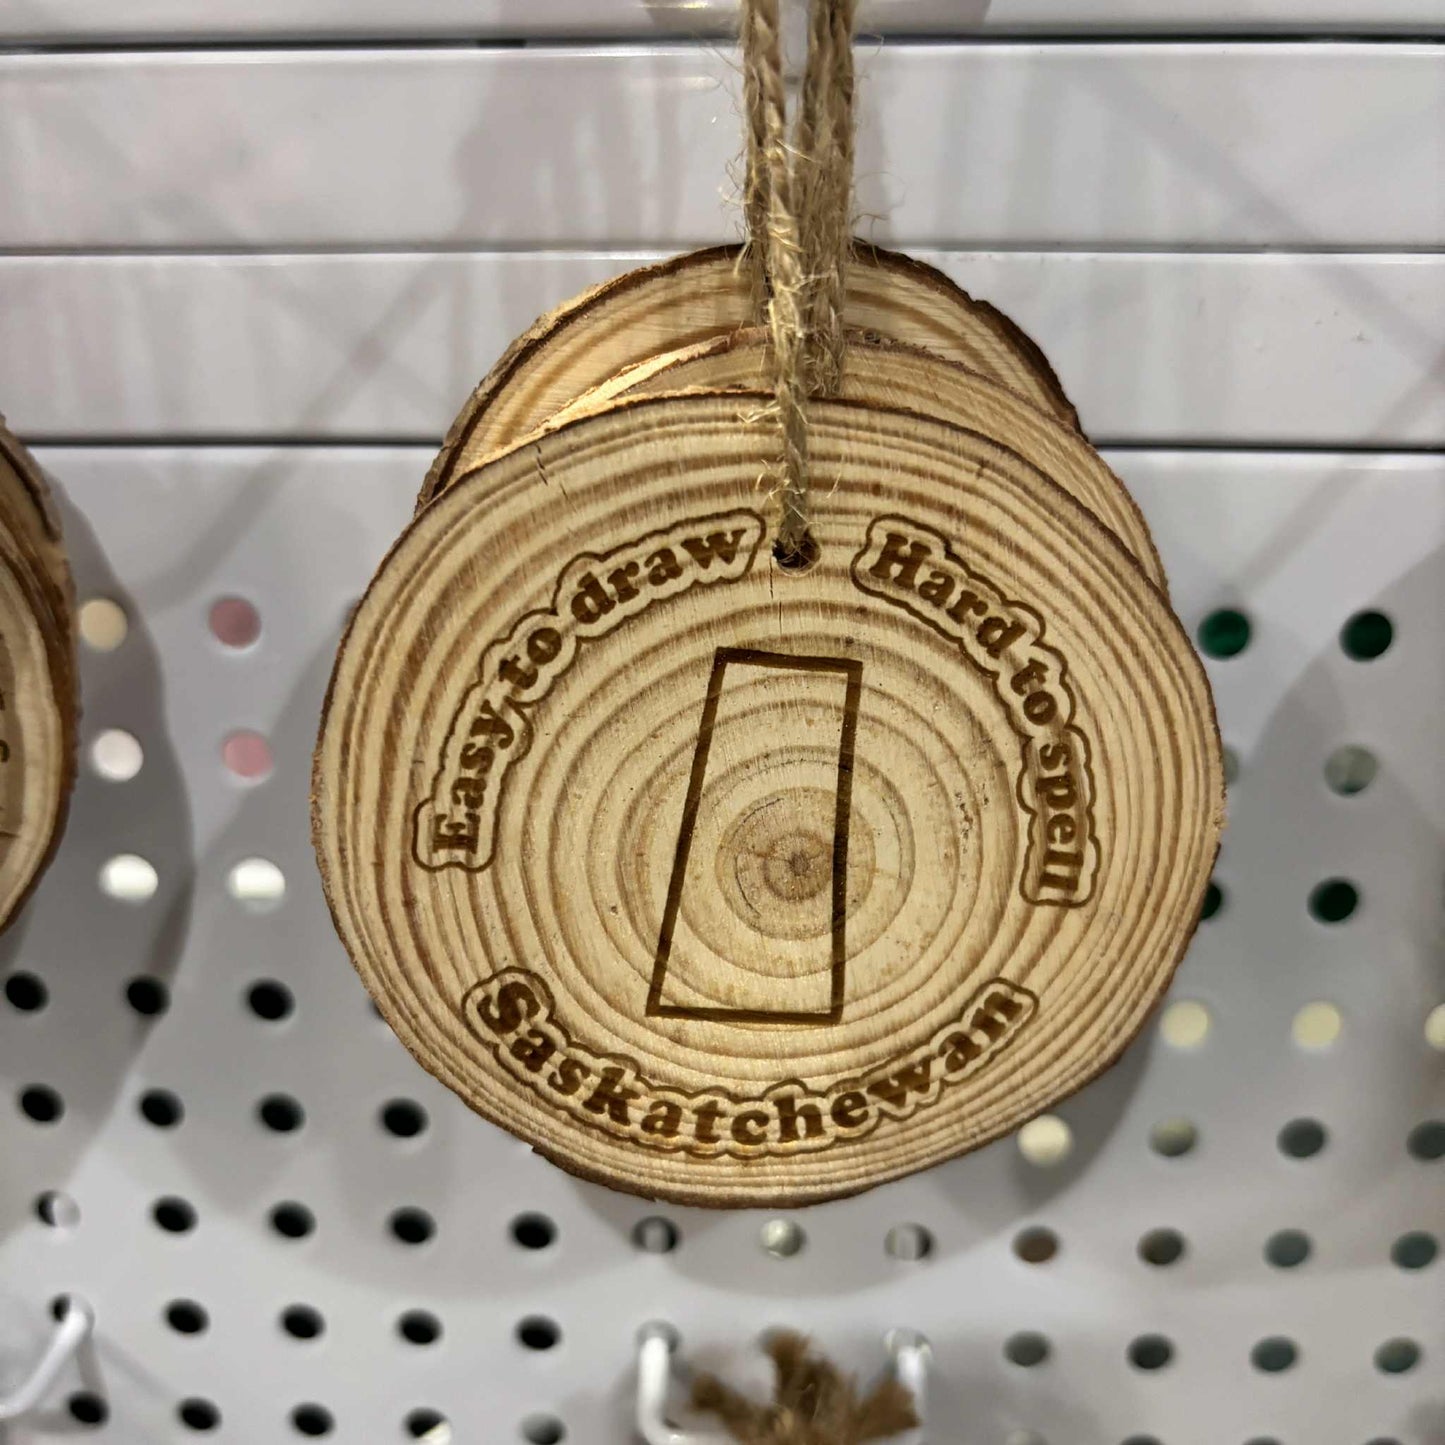 Easy to draw
Hard to spell
Saskatchewan